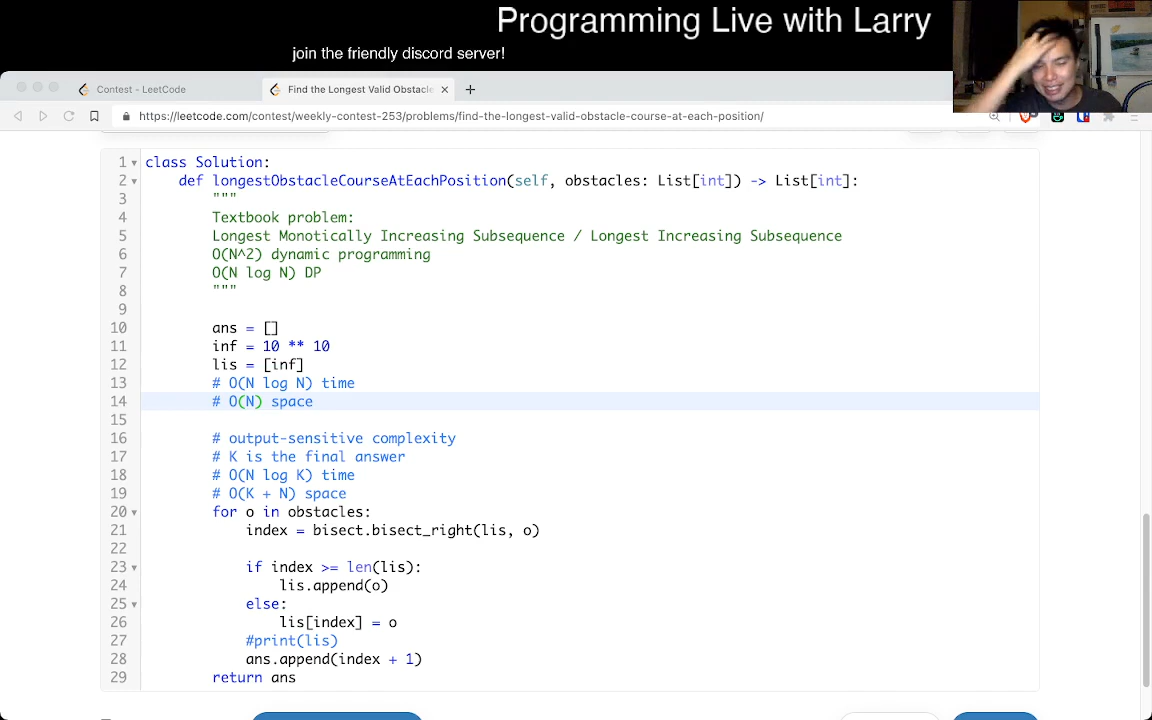 Programming Live with Larry
join the friendly discord server!
Contest - LeetCode
Find the Longest Valid Obstacle
https://leetcode.com/contest/weekly-contest-253/problems/find-the-longest-valid-obstacle-course-at-each-position/
1 class Solution:
2 def longestObstacleCourseAtEachPosition(self, obstacles: List[int]) -> List[int]:
3 """
4 Textbook problem:
5 Longest Monotically Increasing Subsequence / Longest Increasing Subsequence
6 O(N^2) dynamic programming
7 O(N log N) DP
8 """
9
10 ans = []
11 inf = 10 ** 10
12 lis = [inf]
13 # O(N log N) time
14 # O(N) space
15
16 # output-sensitive complexity
17 # K is the final answer
18 # O(N log K) time
19 # O(K + N) space
20 for o in obstacles:
21 index = bisect.bisect_right(lis, o)
22
23 if index >= len(lis):
24 lis.append(o)
25 else:
26 lis[index] = o
27 #print(lis)
28 ans.append(index + 1)
29 return ans